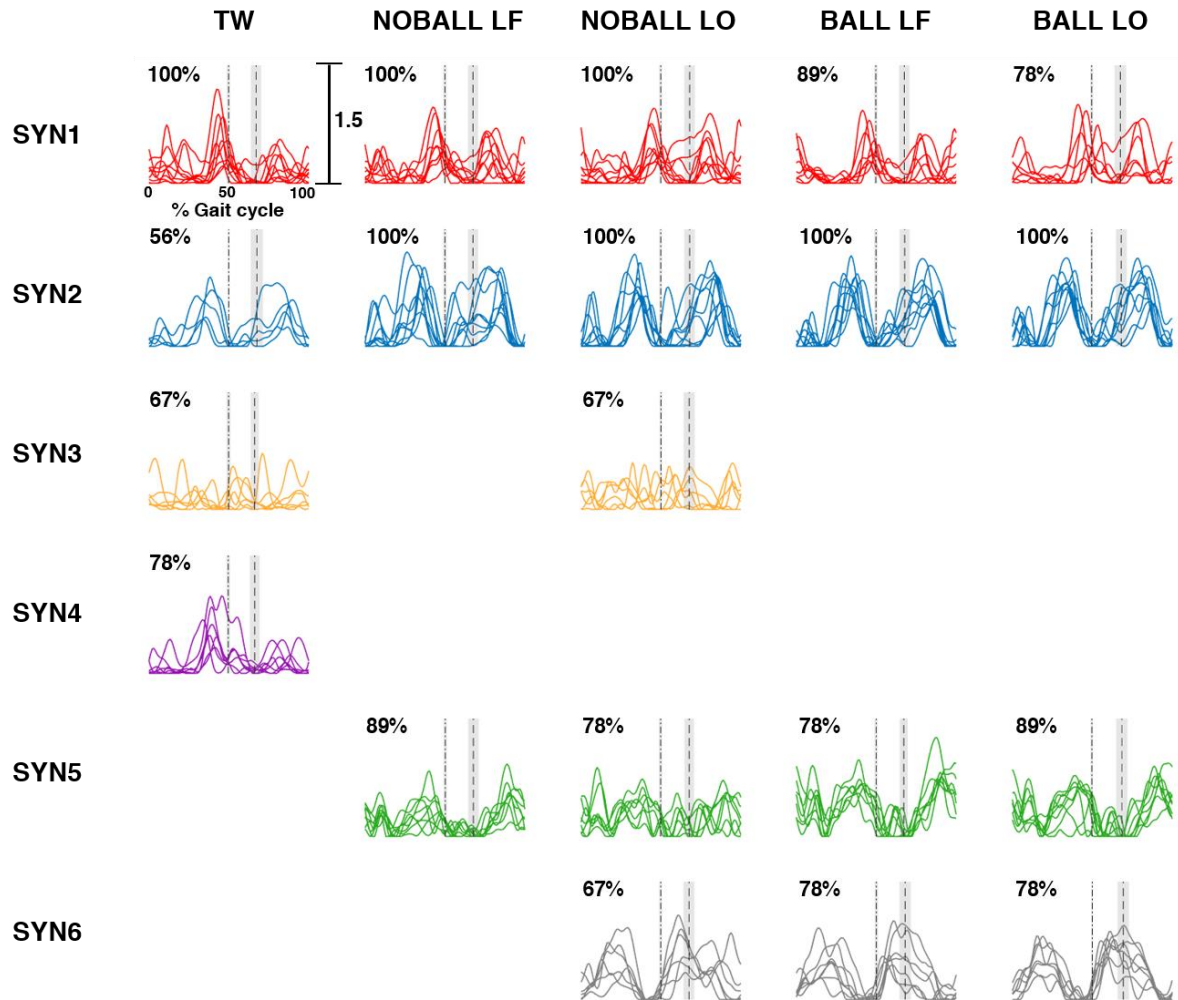 TW NOBALL LF NOBALL LO BALL LF BALL LO
SYN1 100% 100% 100% 89% 78%
1.5
0 50 100
% Gait cycle
SYN2 56% 100% 100% 100% 100%
SYN3 67% 67%
SYN4 78%
SYN5 89% 78% 78% 89%
SYN6 67% 78% 78%